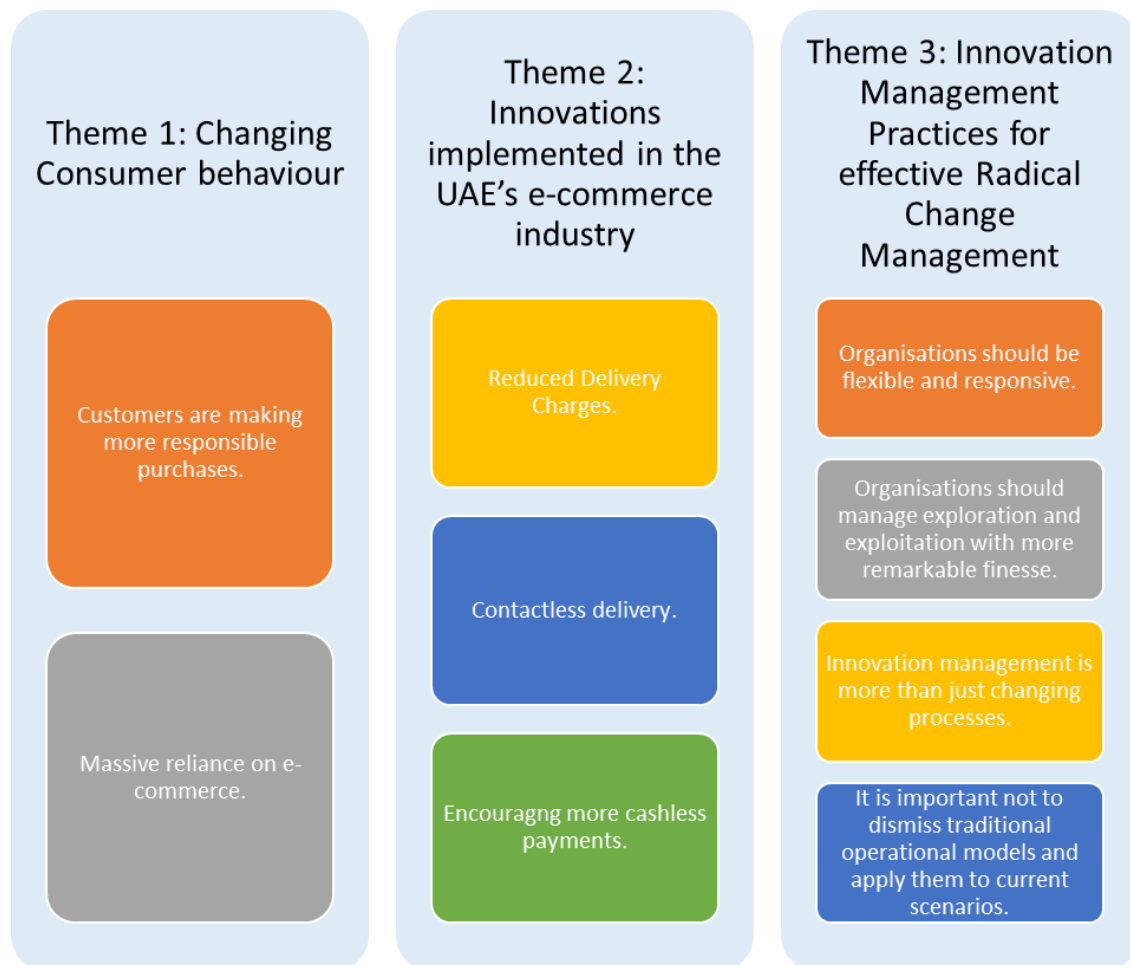 Theme 1: Changing
Consumer behaviour
Customers are making
more responsible
purchases.
Massive reliance on e-
commerce.
Theme 2:
Innovations
implemented in the
UAE’s e-commerce
industry
Reduced Delivery
Charges.
Contactless delivery.
Encouragng more cashless
payments.
Theme 3: Innovation
Management
Practices for
effective Radical
Change
Management
Organisations should be
flexible and responsive.
Organisations should
manage exploration and
exploitation with more
remarkable finesse.
Innovation management is
more than just changing
processes.
It is important not to
dismiss traditional
operational models and
apply them to current
scenarios.